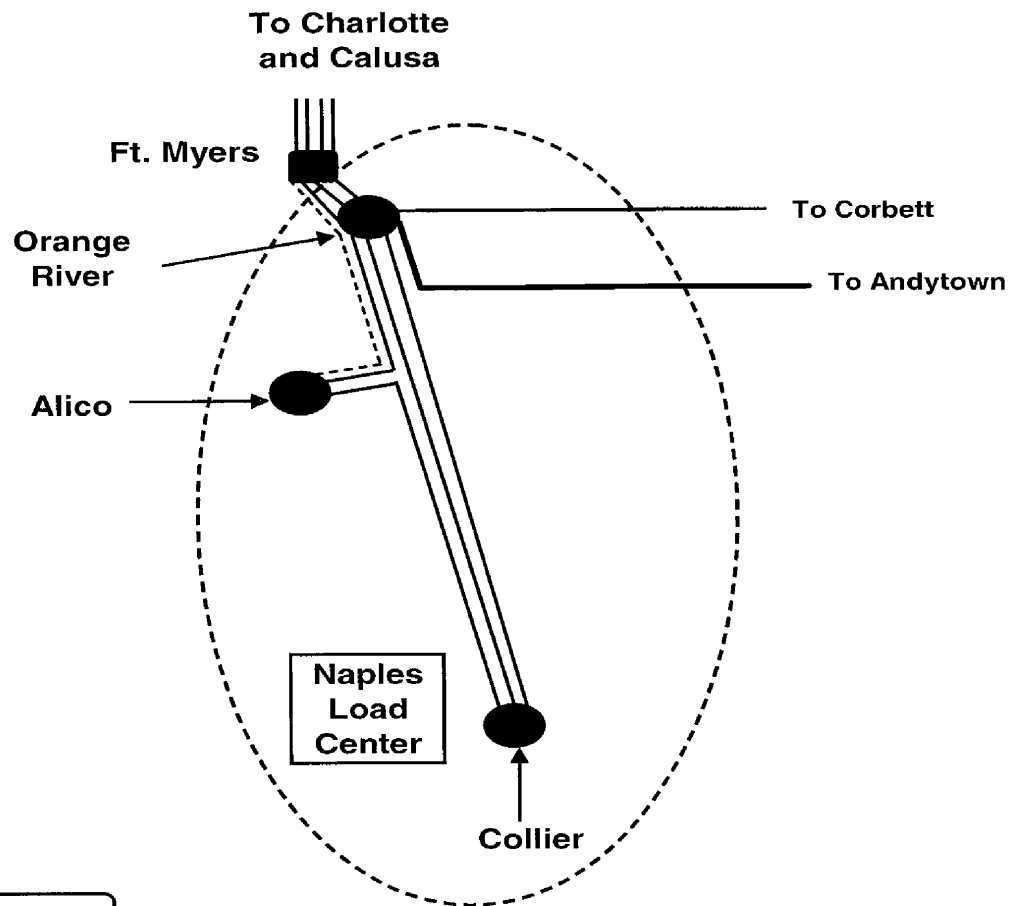 To Charlotte
and Calusa
Ft. Myers
To Corbett
Orange
River
To Andytown
Alico
Naples
Load
Center
Collier